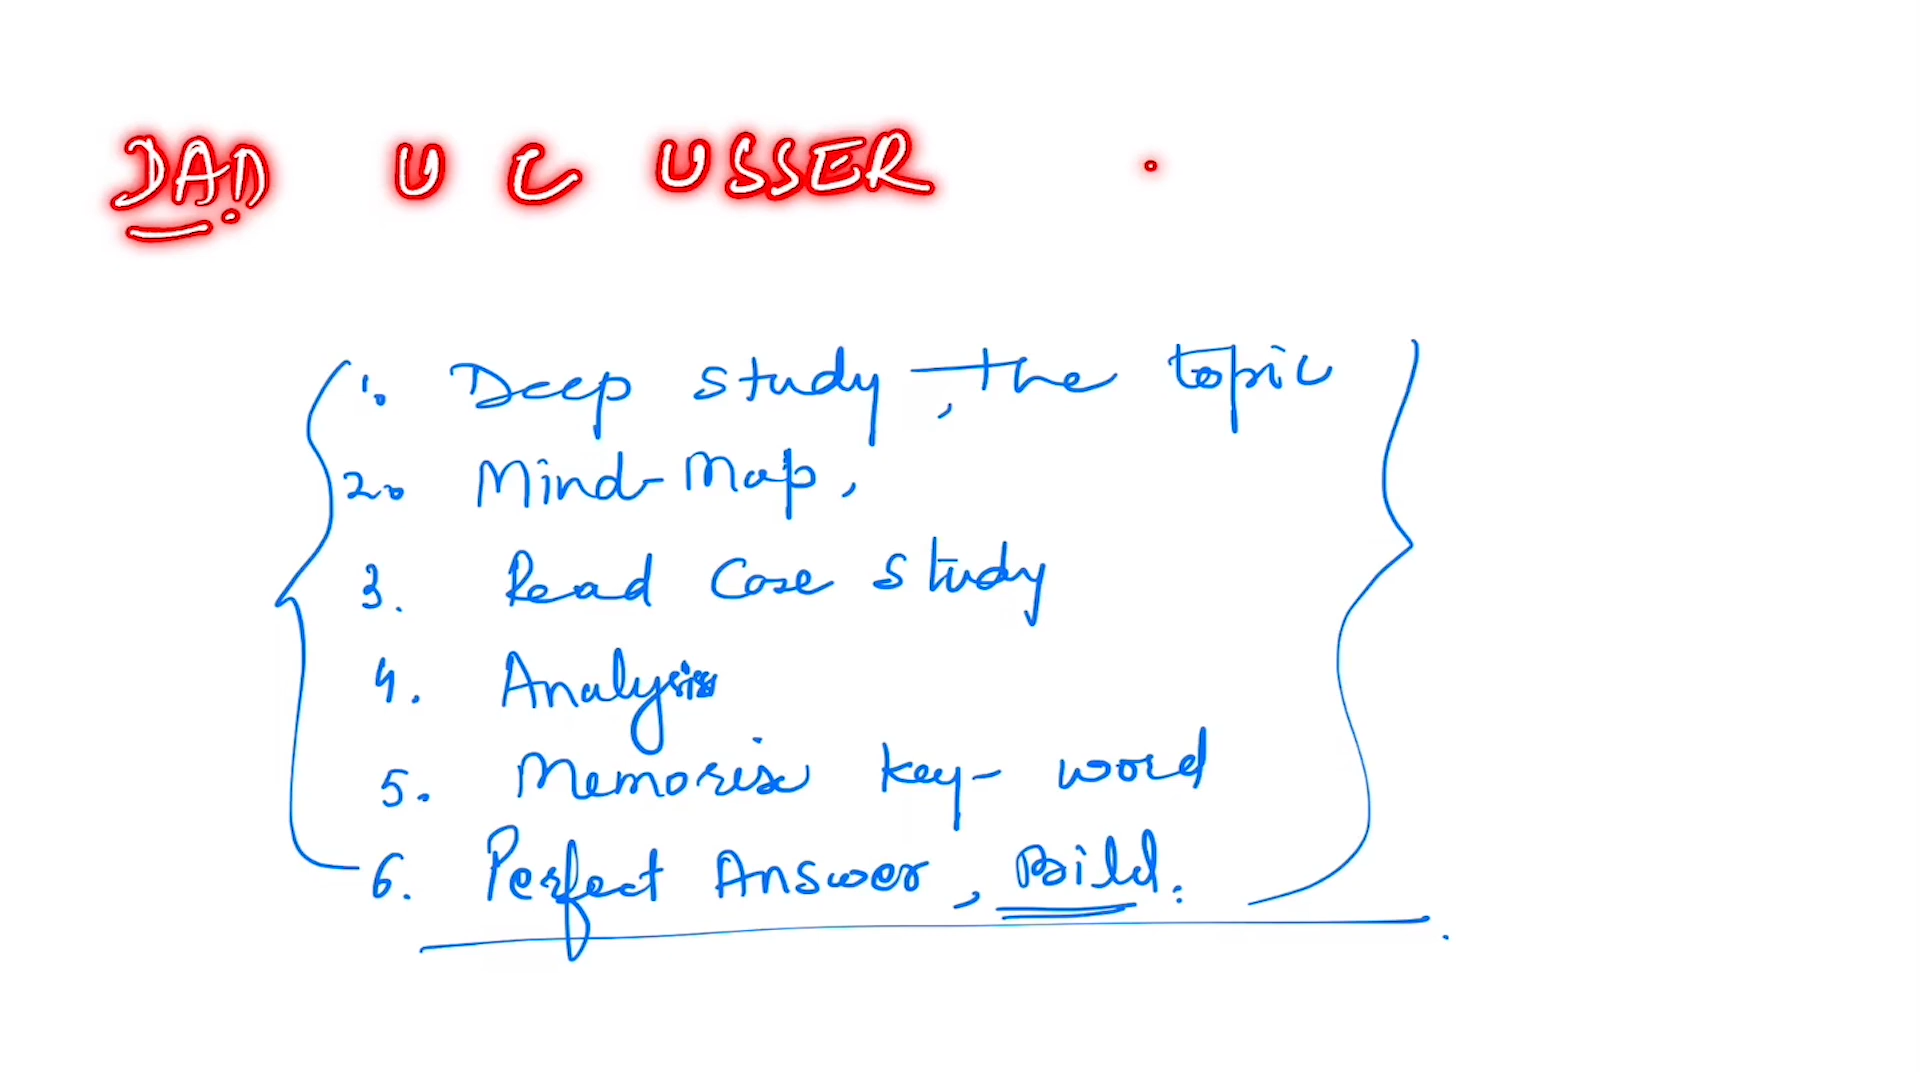 DAD U C USSER
1. Deep study, the topic
2. Mind-Map,
3. Read Case study
4. Analysis
5. Memorise key-word
6. Perfect Answer, Bild.